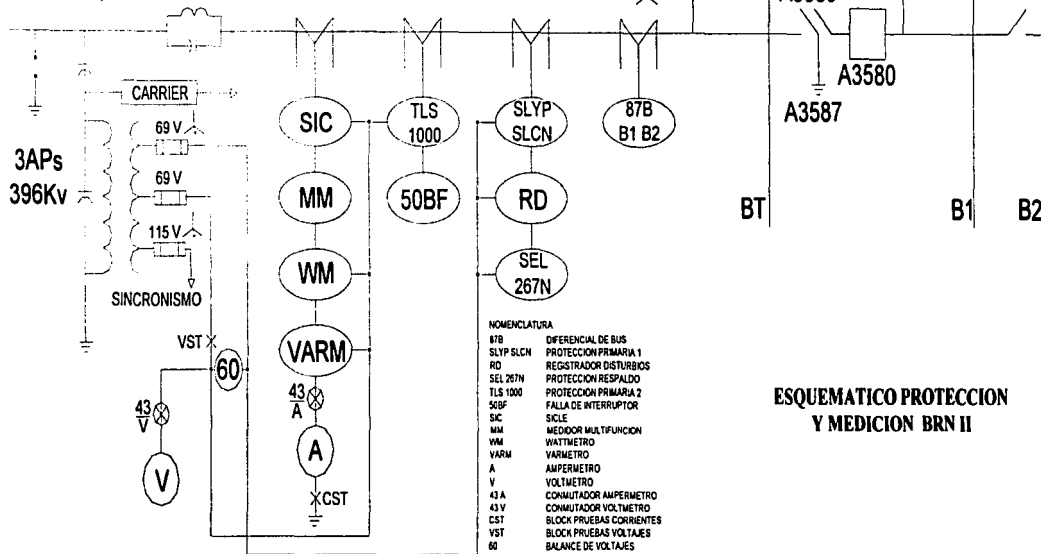 A3580
A3587
CARRIER
69 V
69 V
115 V
SINCRONISMO
3APs
396Kv
SIC
TLS
1000
SLYP
SLCN
87B
B1 B2
MM
50BF
RD
WM
SEL
267N
VARM
BT
B1
B2
VST
60
43
V
V
43
A
A
CST
NOMENCLATURA
87B DIFERENCIAL DE BUS
SLYP SLCN PROTECCION PRIMARIA 1
RD REGISTRADOR DISTURBIOS
SEL 267N PROTECCION RESPALDO
TLS 1000 PROTECCION PRIMARIA 2
50BF FALLA DE INTERRUPTOR
SIC SICLE
MM MEDIDOR MULTIFUNCION
WM WATTMETRO
VARM VARMETRO
A AMPERMETRO
V VOLTMETRO
43 A CONMUTADOR AMPERMETRO
43 V CONMUTADOR VOLTMETRO
CST BLOCK PRUEBAS CORRIENTES
VST BLOCK PRUEBAS VOLTAJES
60 BALANCE DE VOLTAJES
ESQUEMATICO PROTECCION
Y MEDICION BRN II